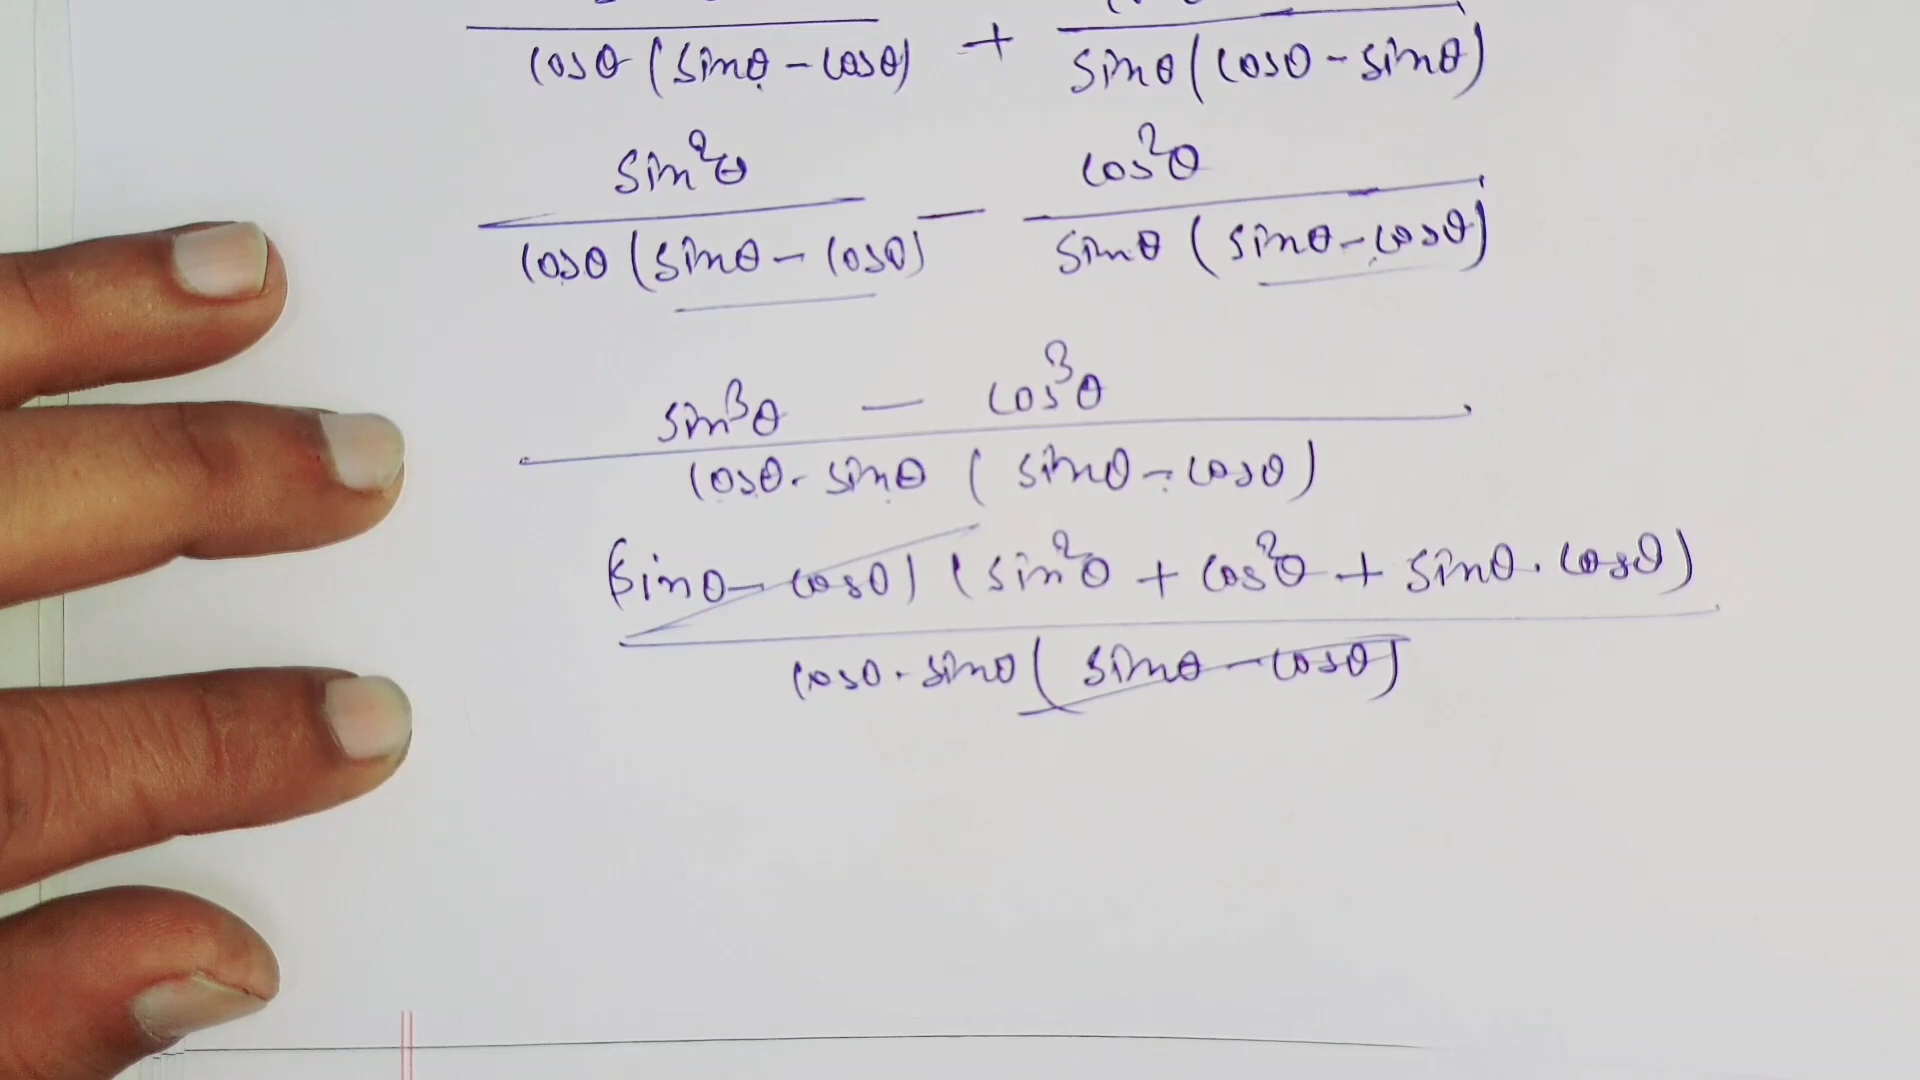 cosθ (sinθ - cosθ) + sinθ (cosθ - sinθ)
sin²θ / cosθ (sinθ - cosθ) - cos²θ / sinθ (sinθ - cosθ)
sin³θ - cos³θ
cosθ. sinθ (sinθ - cosθ)
(sinθ - cosθ) (sin²θ + cos²θ + sinθ. cosθ)
cosθ. sinθ (sinθ - cosθ)